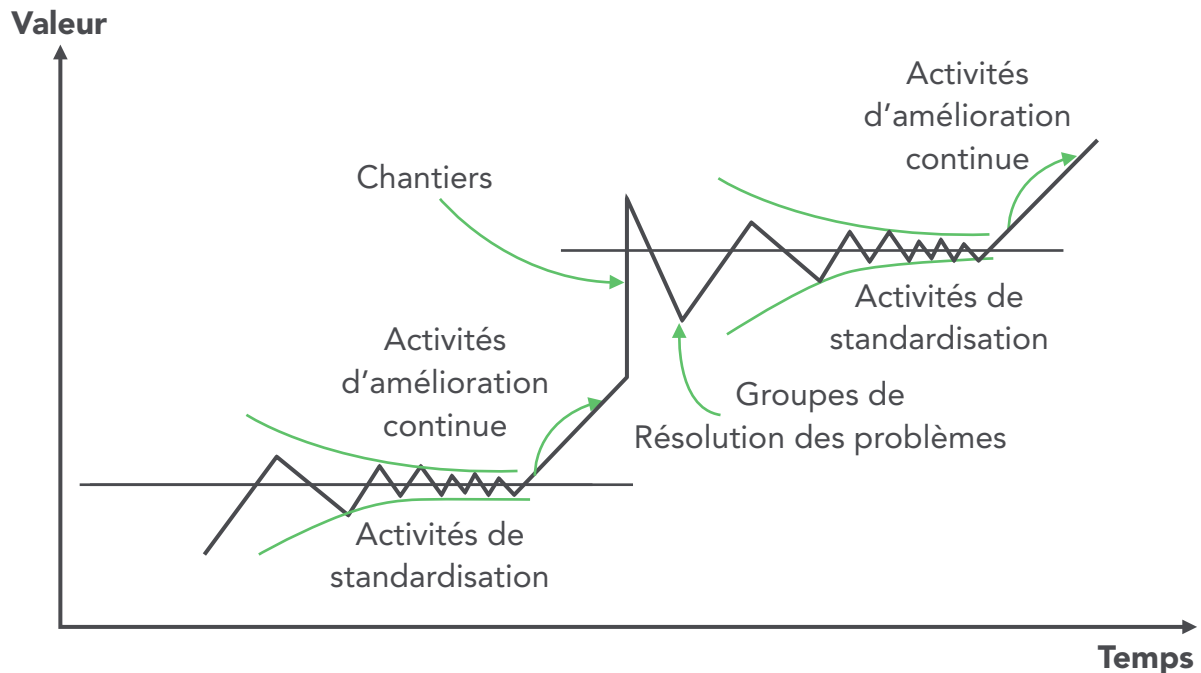 Valeur
Activités
d’amélioration
continue
Chantiers
Activités de
standardisation
Activités
d’amélioration
continue
Groupes de
Résolution des problèmes
Activités de
standardisation
Temps